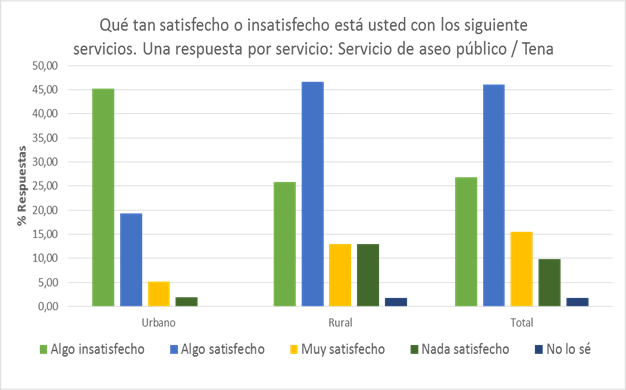 Qué tan satisfecho o insatisfecho está usted con los siguiente
servicios. Una respuesta por servicio: Servicio de aseo público / Tena
50,00
45,00
40,00
35,00
30,00
25,00
20,00
15,00
10,00
5,00
0,00
% Respuestas
Urbano Rural Total
Algo insatisfecho Algo satisfecho Muy satisfecho Nada satisfecho No lo sé